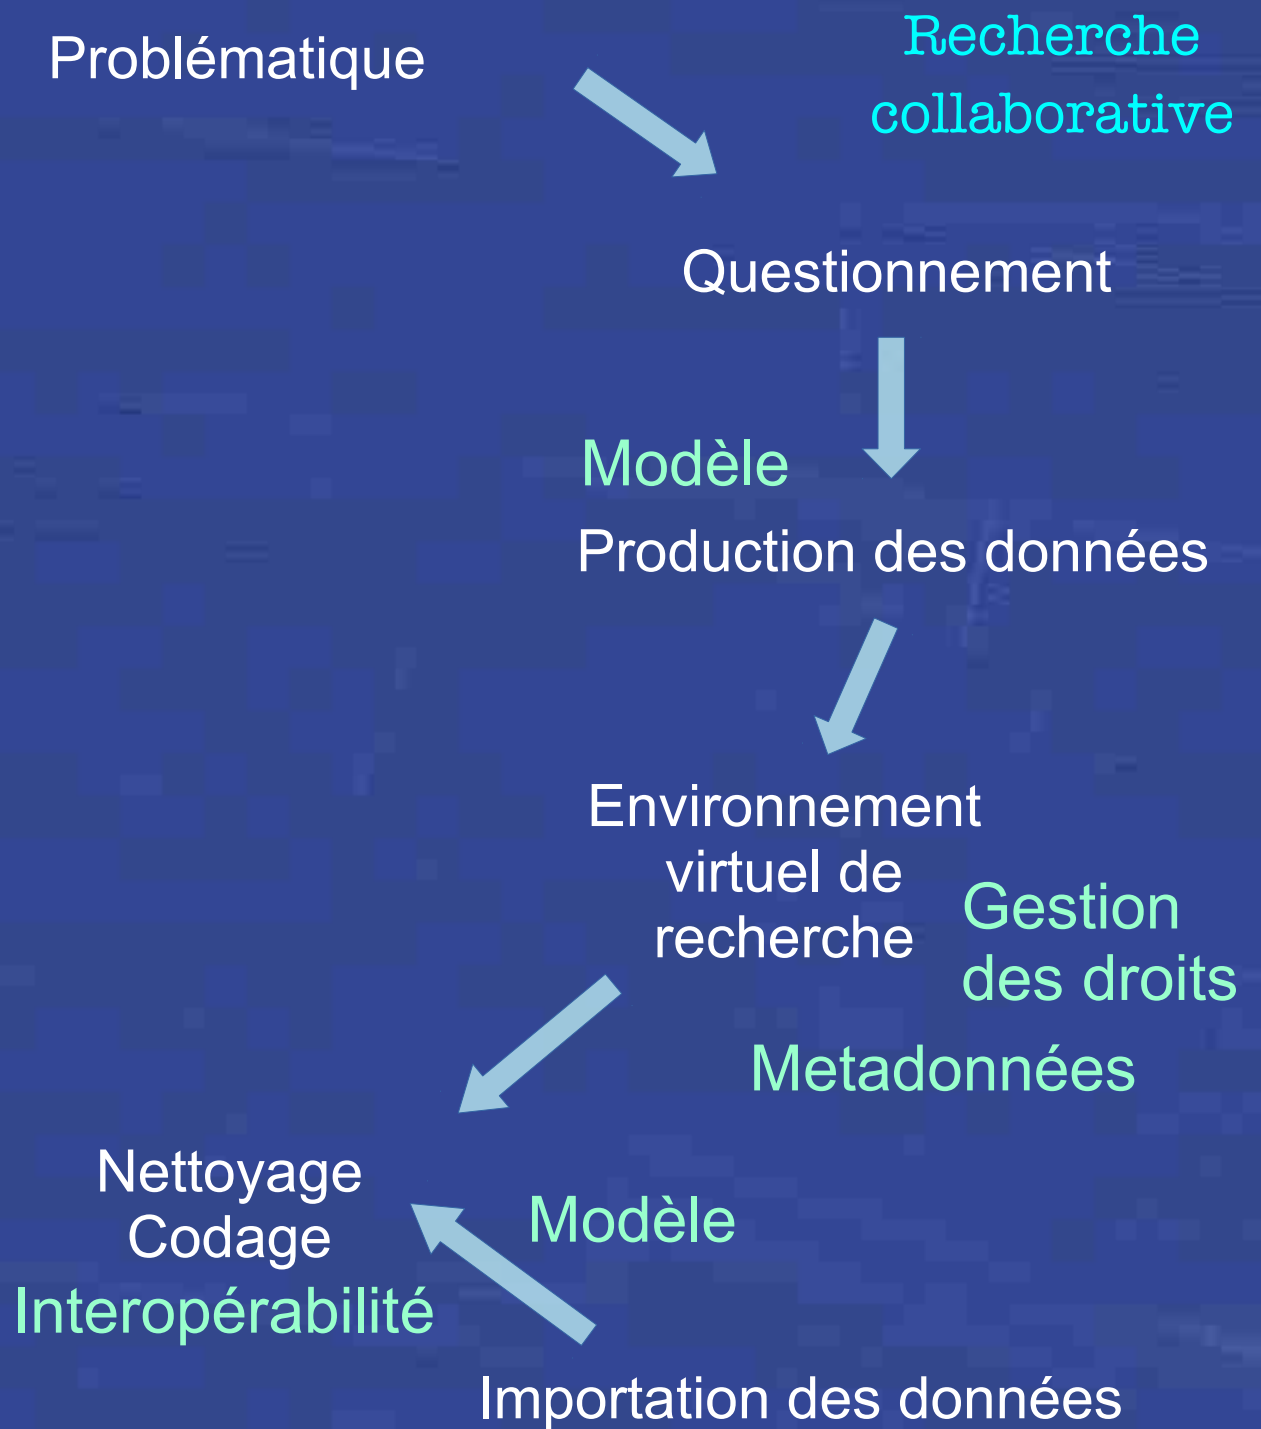 Problématique
Recherche
collaborative
Questionnement
Modèle
Production des données
Environnement
virtuel de
recherche
Gestion
des droits
Metadonnées
Nettoyage
Codage
Interopérabilité
Modèle
Importation des données